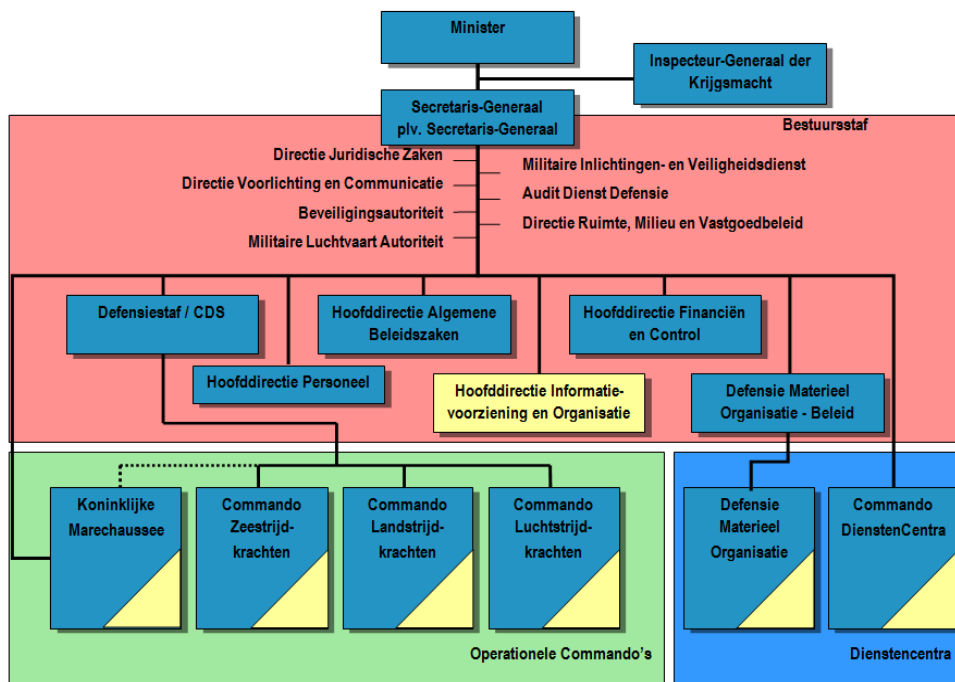 Minister
Inspecteur-Generaal der
Krijgsmacht
Secretaris-Generaal
plv. Secretaris-Generaal
Bestuursstaf
Directie Juridische Zaken
Militaire Inlichtingen- en Veiligheidsdienst
Directie Voorlichting en Communicatie
Audit Dienst Defensie
Beveiligingsautoriteit
Directie Ruimte, Milieu en Vastgoedbeleid
Militaire Luchtvaart Autoriteit
Defensiestaf / CDS
Hoofddirectie Algemene
Beleidszaken
Hoofddirectie Financiën
en Control
Hoofddirectie Personeel
Hoofddirectie Informatie-
voorziening en Organisatie
Defensie Materieel
Organisatie - Beleid
Koninklijke
Marechaussee
Commando
Zeestrijd-
krachten
Commando
Landstrijd-
krachten
Commando
Luchtstrijd-
krachten
Defensie
Materieel
Organisatie
Commando
DienstenCentra
Operationele Commando's
Dienstencentra